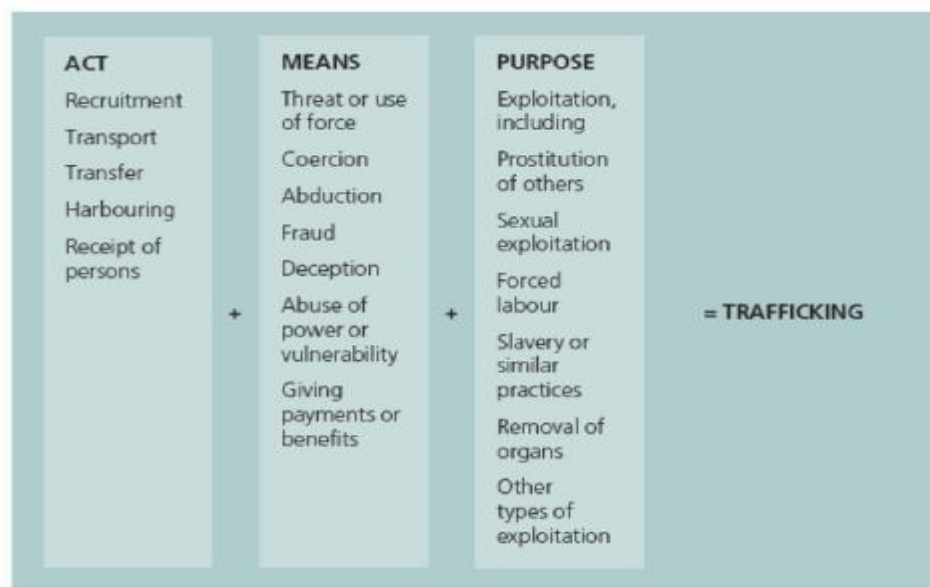 ACT
Recruitment
Transport
Transfer
Harbouring
Receipt of
persons
+
MEANS
Threat or use
of force
Coercion
Abduction
Fraud
Deception
Abuse of
power or
vulnerability
Giving
payments or
benefits
+
PURPOSE
Exploitation,
including
Prostitution
of others
Sexual
exploitation
Forced
labour
Slavery or
similar
practices
Removal of
organs
Other
types of
exploitation
= TRAFFICKING